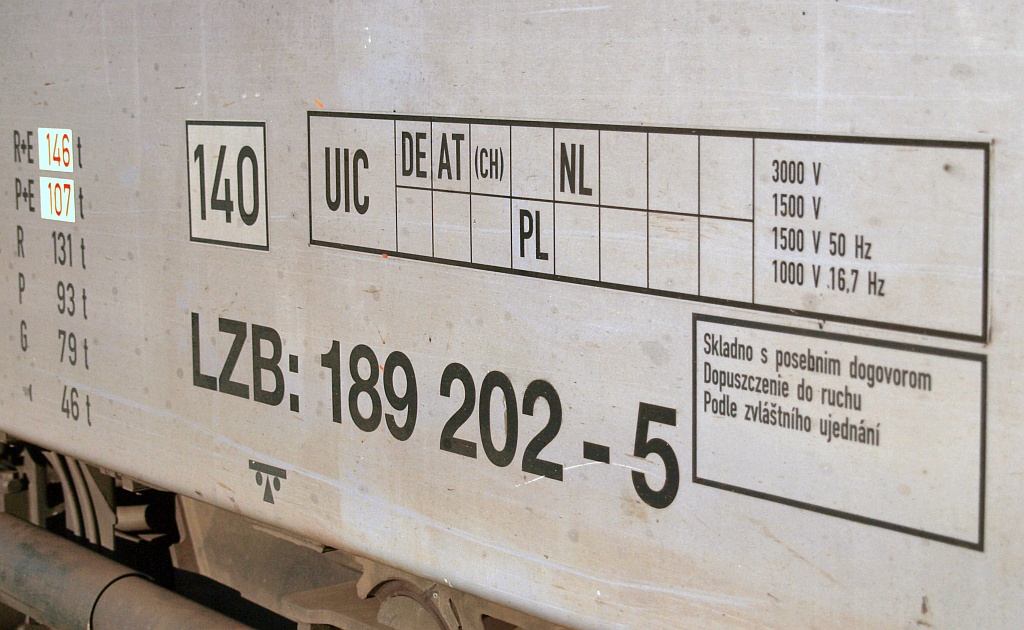 R+E 146 t
P+E 107 t
R 131 t
P 93 t
G 79 t
46 t
140
UIC
DE AT (CH) NL
PL
3000 V
1500 V
1500 V 50 Hz
1000 V 16,7 Hz
LZB: 189 202 - 5
Skladno s posebnim dogovorom
Dopuszczenie do ruchu
Podle zvláštního ujednání